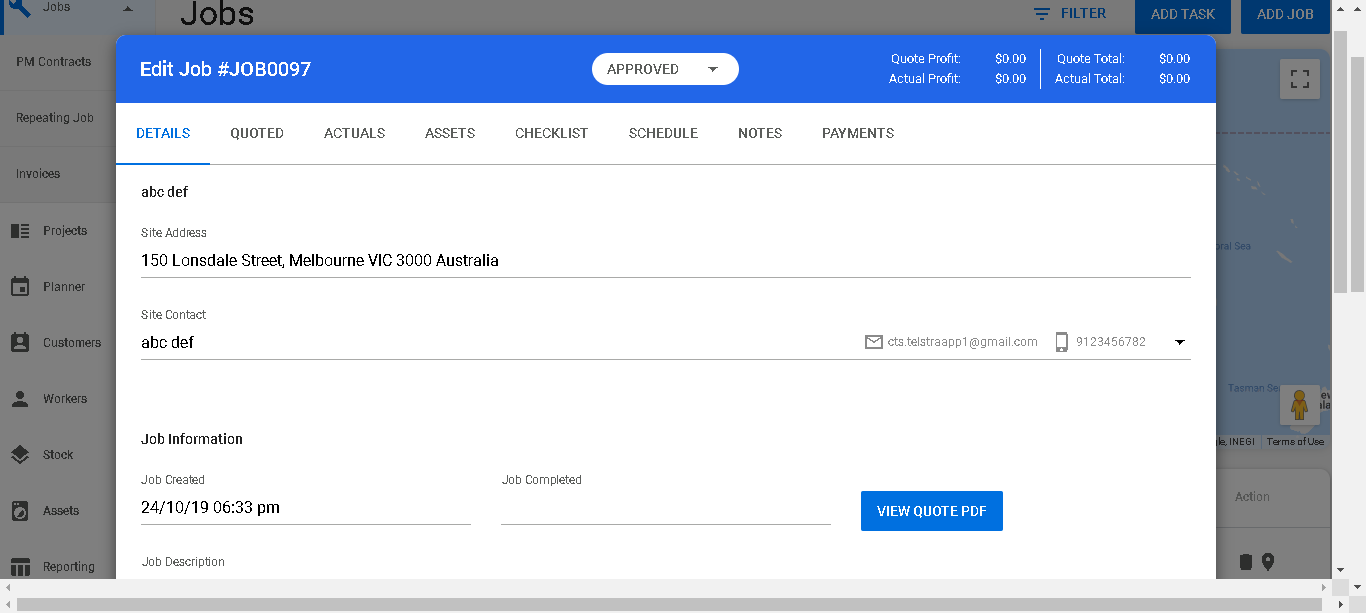 Jobs
Jobs
FILTER
ADD TASK
ADD JOB
PM Contracts
Repeating Job
Invoices
Projects
Planner
Customers
Workers
Stock
Assets
Reporting
Edit Job #JOB0097
APPROVED
Quote Profit: $0.00 Quote Total: $0.00
Actual Profit: $0.00 Actual Total: $0.00
DETAILS QUOTED ACTUALS ASSETS CHECKLIST SCHEDULE NOTES PAYMENTS
abc def
Site Address
150 Lonsdale Street, Melbourne VIC 3000 Australia
Site Contact
abc def cts.telstraapp1@gmail.com 9123456782
Job Information
Job Created Job Completed
24/10/19 06:33 pm
VIEW QUOTE PDF
Job Description
Sea
Tasman
INEGI Terms of Use
Action